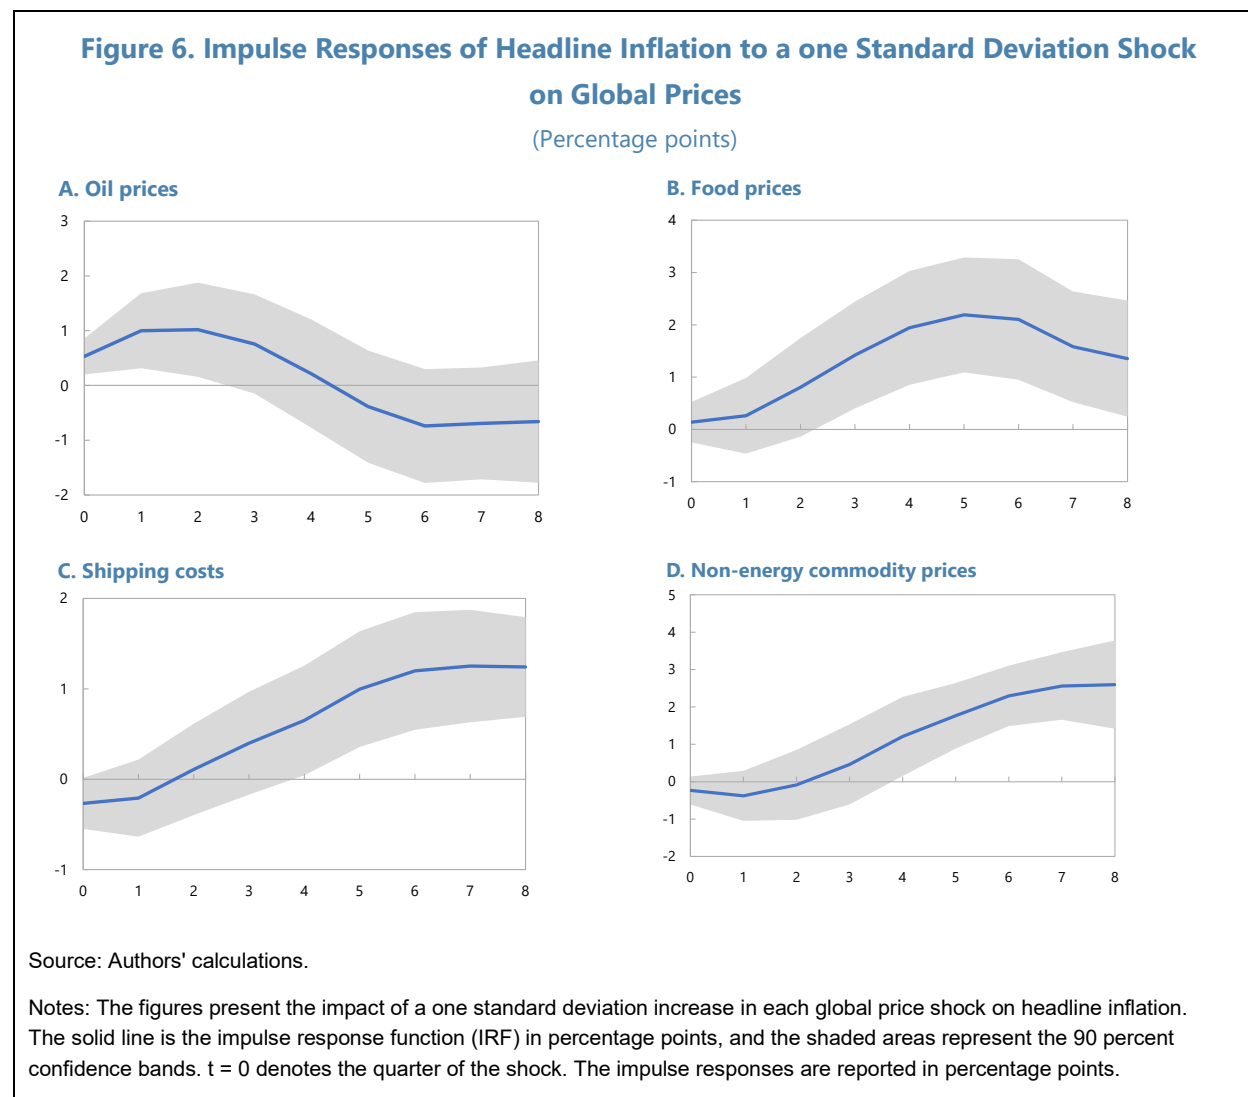 Figure 6. Impulse Responses of Headline Inflation to a one Standard Deviation Shock
on Global Prices
(Percentage points)
A. Oil prices
3
2
1
0
-1
-2
0 1 2 3 4 5 6 7 8
B. Food prices
4
3
2
1
0
-1
0 1 2 3 4 5 6 7 8
C. Shipping costs
2
1
0
-1
0 1 2 3 4 5 6 7 8
D. Non-energy commodity prices
5
4
3
2
1
0
-1
-2
0 1 2 3 4 5 6 7 8
Source: Authors' calculations.
Notes: The figures present the impact of a one standard deviation increase in each global price shock on headline inflation.
The solid line is the impulse response function (IRF) in percentage points, and the shaded areas represent the 90 percent
confidence bands. t = 0 denotes the quarter of the shock. The impulse responses are reported in percentage points.